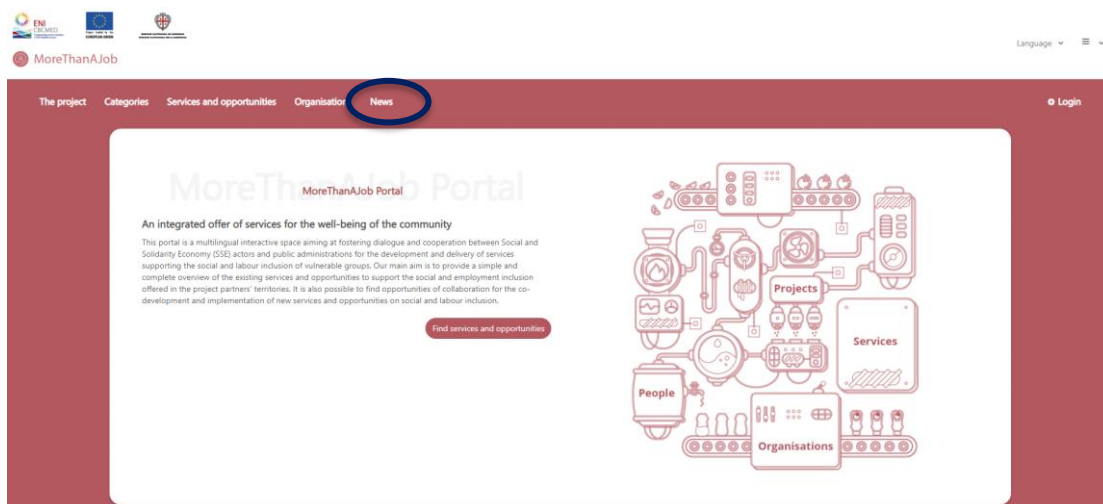 ENI
CBCMED
EUROPEAN UNION
Language
MoreThanAJob
The project Categories Services and opportunities Organisation News
Login
MoreThanAJob Portal
MoreThanAJob Portal
An integrated offer of services for the well-being of the community
This portal is a multilingual interactive space aiming at fostering dialogue and cooperation between Social and
Solidarity Economy (SSE) actors and public administrations for the development and delivery of services
supporting the social and labour inclusion of vulnerable groups. Our main aim is to provide a simple and
complete overview of the existing services and opportunities to support the social and employment inclusion
offered in the project partners' territories. It is also possible to find opportunities of collaboration for the co-
development and implementation of new services and opportunities on social and labour inclusion.
Find services and opportunities
Projects
Services
People
Organisations